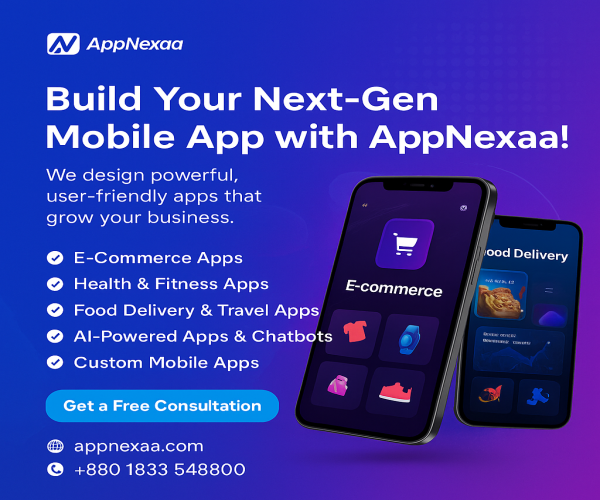 AppNexaa
Build Your Next-Gen
Mobile App with AppNexaa!
We design powerful,
user-friendly apps that
grow your business.
E-Commerce Apps
Health & Fitness Apps
Food Delivery & Travel Apps
AI-Powered Apps & Chatbots
Custom Mobile Apps
Get a Free Consultation
appnexaa.com
+880 1833 548800
E-commerce
ood Delivery